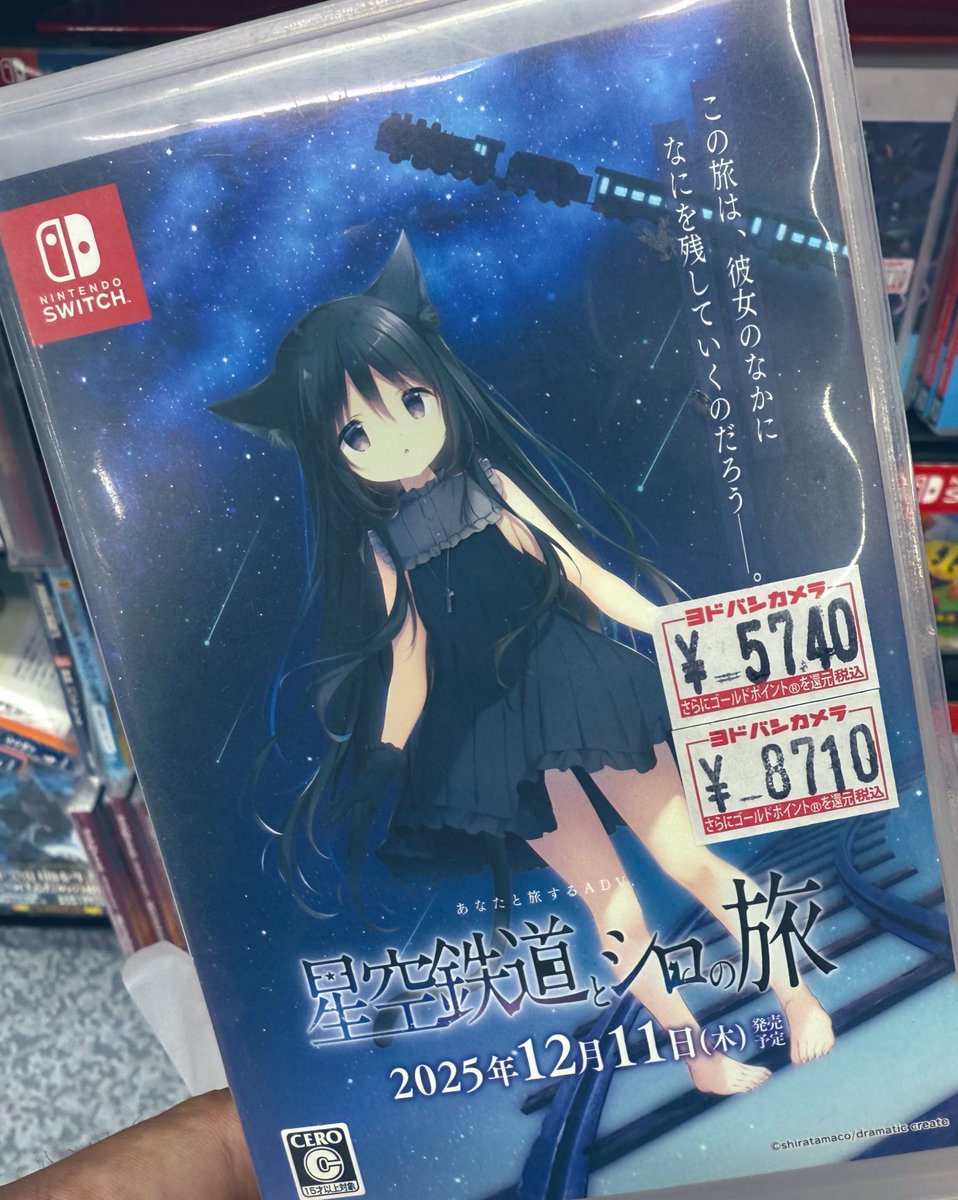 この旅は、彼女のなかに
なにを残していくのだろう――。
NINTENDO
SWITCH
ヨドバシカメラ
¥ 5740
さらにゴールドポイント®を還元 税込
ヨドバシカメラ
¥ 8710
さらにゴールドポイント®を還元 税込
あなたと旅するADV
星空鉄道とシロの旅
2025年12月11日(木) 発売予定
CERO
C
15才以上対象
©shiratamaco/dramatic create